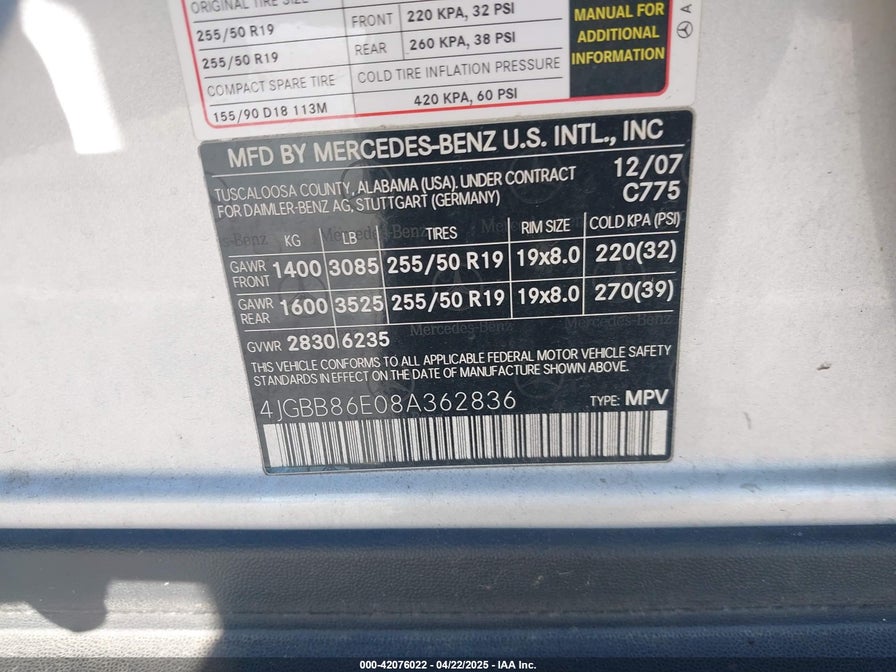 ORIGINAL TIRE SIZE
255/50 R19 FRONT 220 KPA, 32 PSI
255/50 R19 REAR 260 KPA, 38 PSI
COMPACT SPARE TIRE COLD TIRE INFLATION PRESSURE
155/90 D18 113M 420 KPA, 60 PSI
MANUAL FOR
ADDITIONAL
INFORMATION
A
MFD BY MERCEDES-BENZ U.S. INTL., INC
TUSCALOOSA COUNTY, ALABAMA (USA). UNDER CONTRACT 12/07
FOR DAIMLER-BENZ AG, STUTTGART (GERMANY) C775
KG LB TIRES RIM SIZE COLD KPA (PSI)
GAWR FRONT 1400 3085 255/50 R19 19x8.0 220(32)
GAWR REAR 1600 3525 255/50 R19 19x8.0 270(39)
Mercedes-Benz
GVWR 2830 6235
THIS VEHICLE CONFORMS TO ALL APPLICABLE FEDERAL MOTOR VEHICLE SAFETY
STANDARDS IN EFFECT ON THE DATE OF MANUFACTURE SHOWN ABOVE.
4JGBB86E08A362836 TYPE: MPV
000-42076022 - 04/22/2025 - IAA Inc.